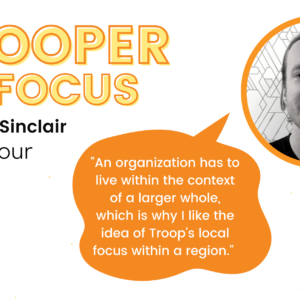 OOPER
FOCUS
Sinclair
our
"An organization has to
live within the context
of a larger whole,
which is why I like the
idea of Troop's local
focus within a region."